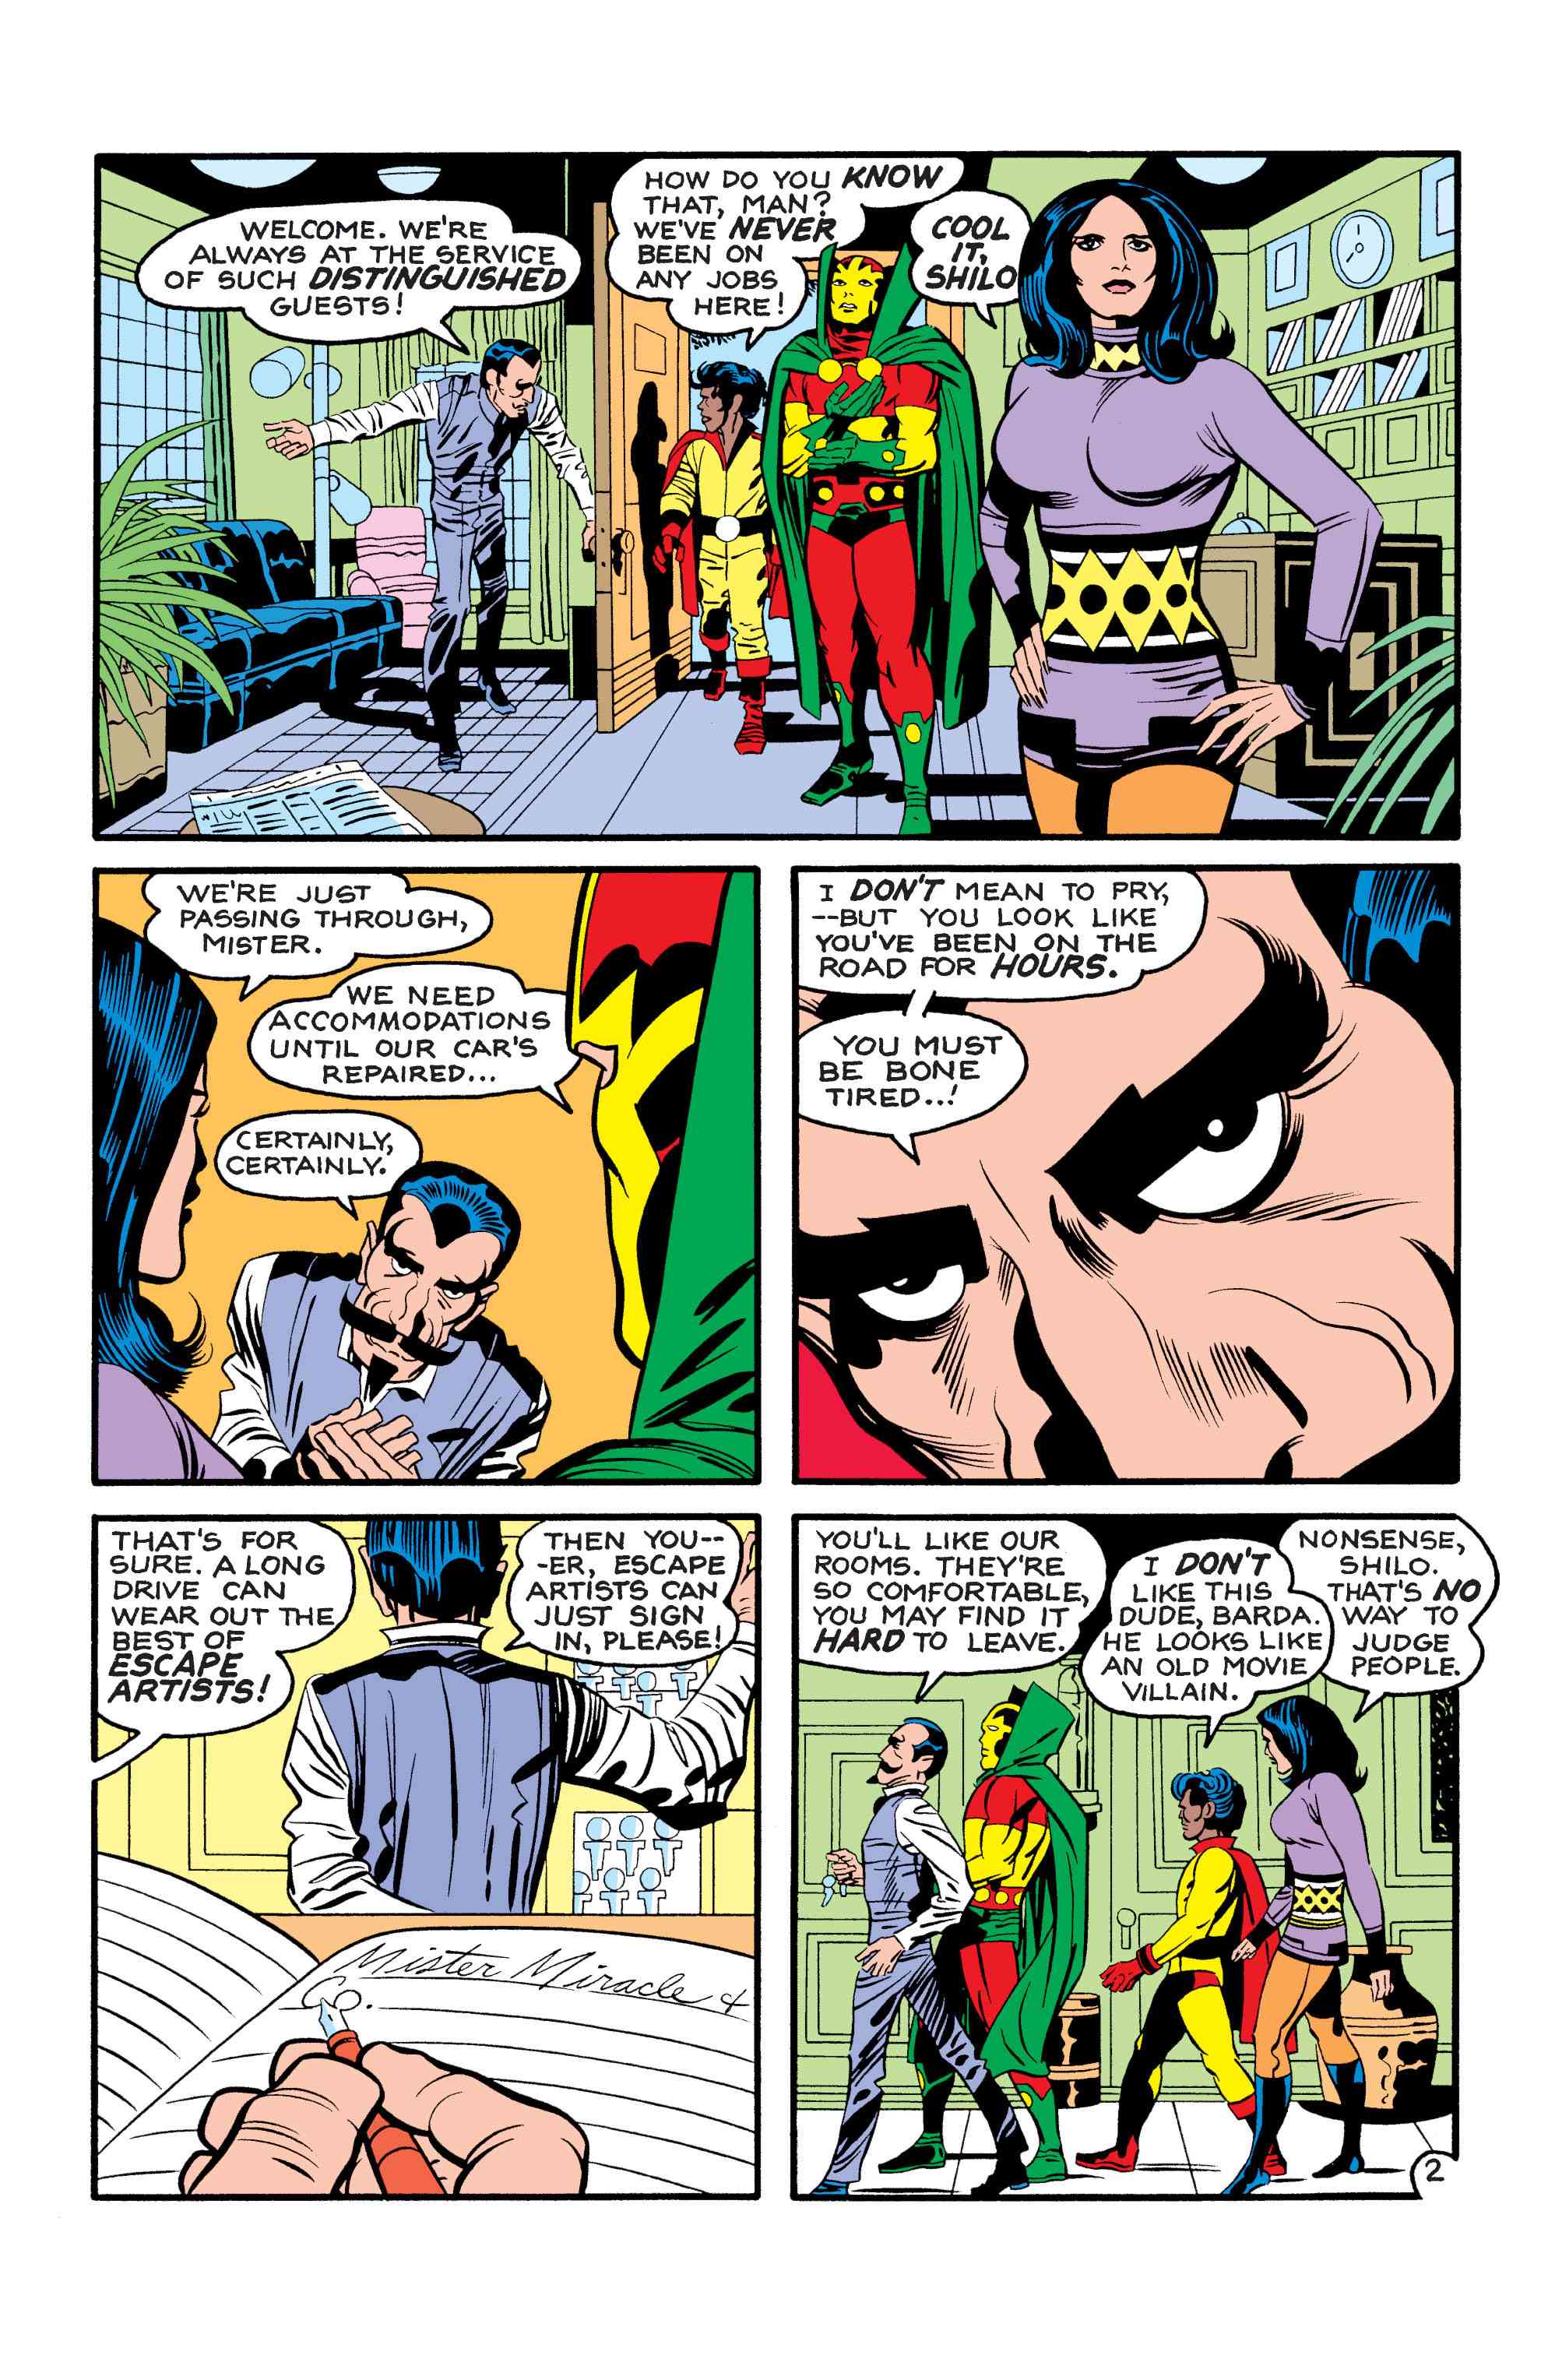 WELCOME. WE'RE
ALWAYS AT THE SERVICE
OF SUCH DISTINGUISHED
GUESTS!
HOW DO YOU KNOW
THAT, MAN?
WE'VE NEVER
BEEN ON
ANY JOBS
HERE!
COOL
IT,
SHILO
WE'RE JUST
PASSING THROUGH,
MISTER.
WE NEED
ACCOMMODATIONS
UNTIL OUR CAR'S
REPAIRED...
CERTAINLY,
CERTAINLY.
I DON'T MEAN TO PRY,
--BUT YOU LOOK LIKE
YOU'VE BEEN ON THE
ROAD FOR HOURS.
YOU MUST
BE BONE
TIRED...!
THAT'S FOR
SURE. A LONG
DRIVE CAN
WEAR OUT THE
BEST OF
ESCAPE
ARTISTS!
THEN YOU--
-ER, ESCAPE
ARTISTS CAN
JUST SIGN
IN, PLEASE!
Mister Miracle &
Co.
YOU'LL LIKE OUR
ROOMS. THEY'RE
SO COMFORTABLE,
YOU MAY FIND IT
HARD TO LEAVE.
I DON'T
LIKE THIS
DUDE, BARDA.
HE LOOKS LIKE
AN OLD MOVIE
VILLAIN.
NONSENSE,
SHILO.
THAT'S NO
WAY TO
JUDGE
PEOPLE.
2